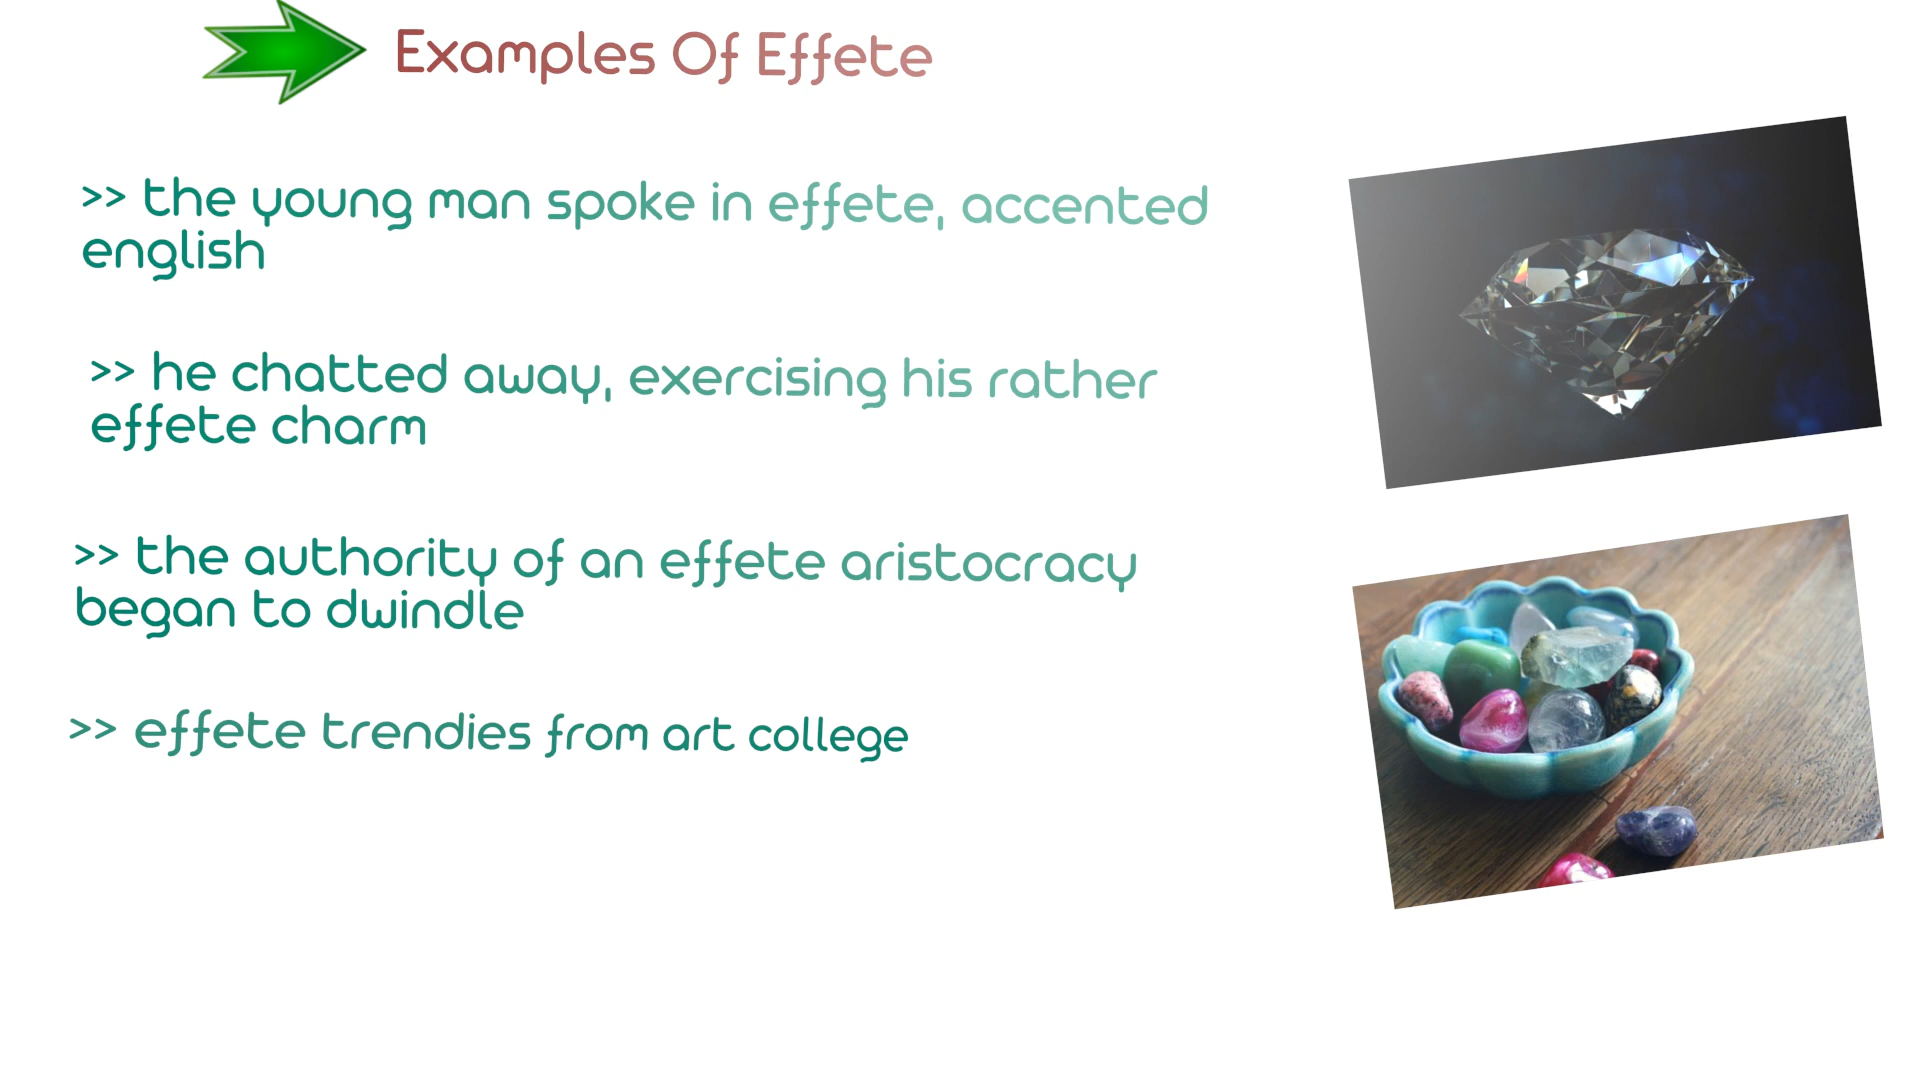 Examples Of Effete
>> the young man spoke in effete, accented
english
>> he chatted away, exercising his rather
effete charm
>> the authority of an effete aristocracy
began to dwindle
>> effete trendies from art college